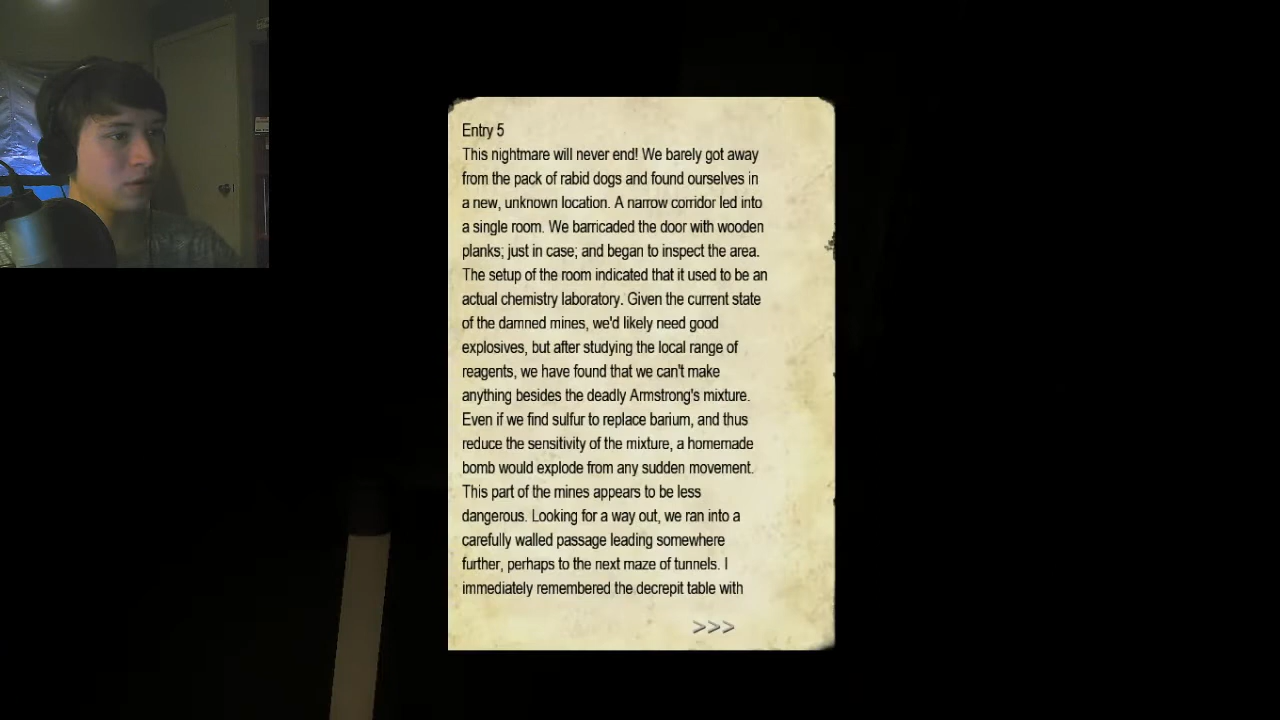 Entry 5
This nightmare will never end! We barely got away
from the pack of rabid dogs and found ourselves in
a new, unknown location. A narrow corridor led into
a single room. We barricaded the door with wooden
planks; just in case; and began to inspect the area.
The setup of the room indicated that it used to be an
actual chemistry laboratory. Given the current state
of the damned mines, we'd likely need good
explosives, but after studying the local range of
reagents, we have found that we can't make
anything besides the deadly Armstrong's mixture.
Even if we find sulfur to replace barium, and thus
reduce the sensitivity of the mixture, a homemade
bomb would explode from any sudden movement.
This part of the mines appears to be less
dangerous. Looking for a way out, we ran into a
carefully walled passage leading somewhere
further, perhaps to the next maze of tunnels. I
immediately remembered the decrepit table with
>>>